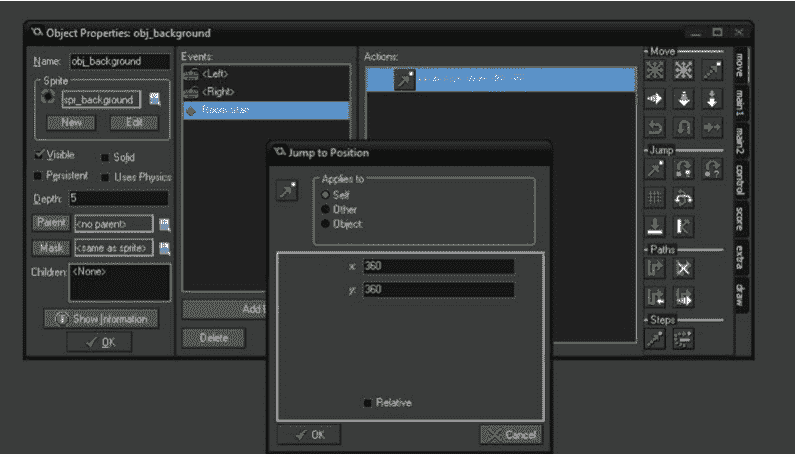 Object Properties: obj_background
Name: obj_background
Sprite
spr_background
New Edit
Visible Solid
Persistent Uses Physics
Depth: 5
Parent <no parent>
Mask <same as sprite>
Children: <None>
Show Information
OK
Events:
<Left>
<Right>
Room Start
Add
Delete
Actions:
Move
Jump
Paths
Steps
move
main1
main2
control
score
extra
draw
Jump to Position
Applies to
Self
Other
Object
x: 360
y: 360
Relative
OK Cancel